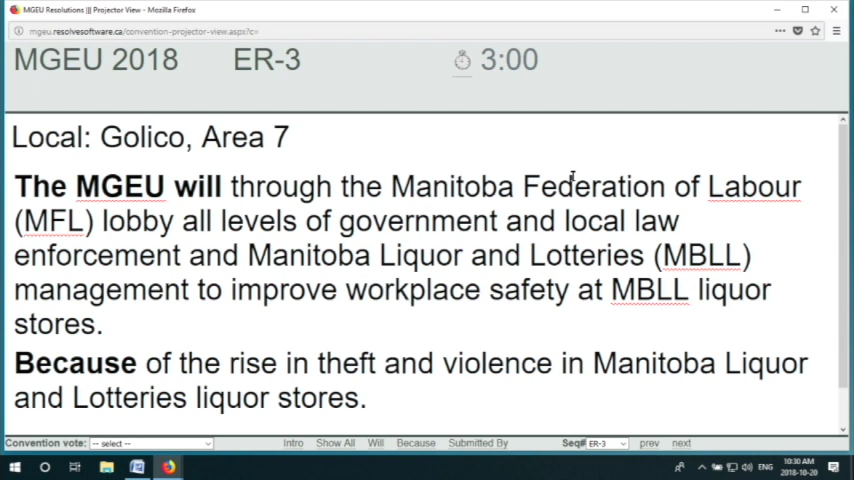 MGEU Resolutions ||| Projector View - Mozilla Firefox
mgeu.resolvesoftware.ca/convention-projector-view.aspx?c=
MGEU 2018 ER-3 3:00
Local: Golico, Area 7
The MGEU will through the Manitoba Federation of Labour
(MFL) lobby all levels of government and local law
enforcement and Manitoba Liquor and Lotteries (MBLL)
management to improve workplace safety at MBLL liquor
stores.
Because of the rise in theft and violence in Manitoba Liquor
and Lotteries liquor stores.
Convention vote: -- select -- Intro Show All Will Because Submitted By Seq# ER-3 prev next
ENG 10:30 AM
2018-10-20